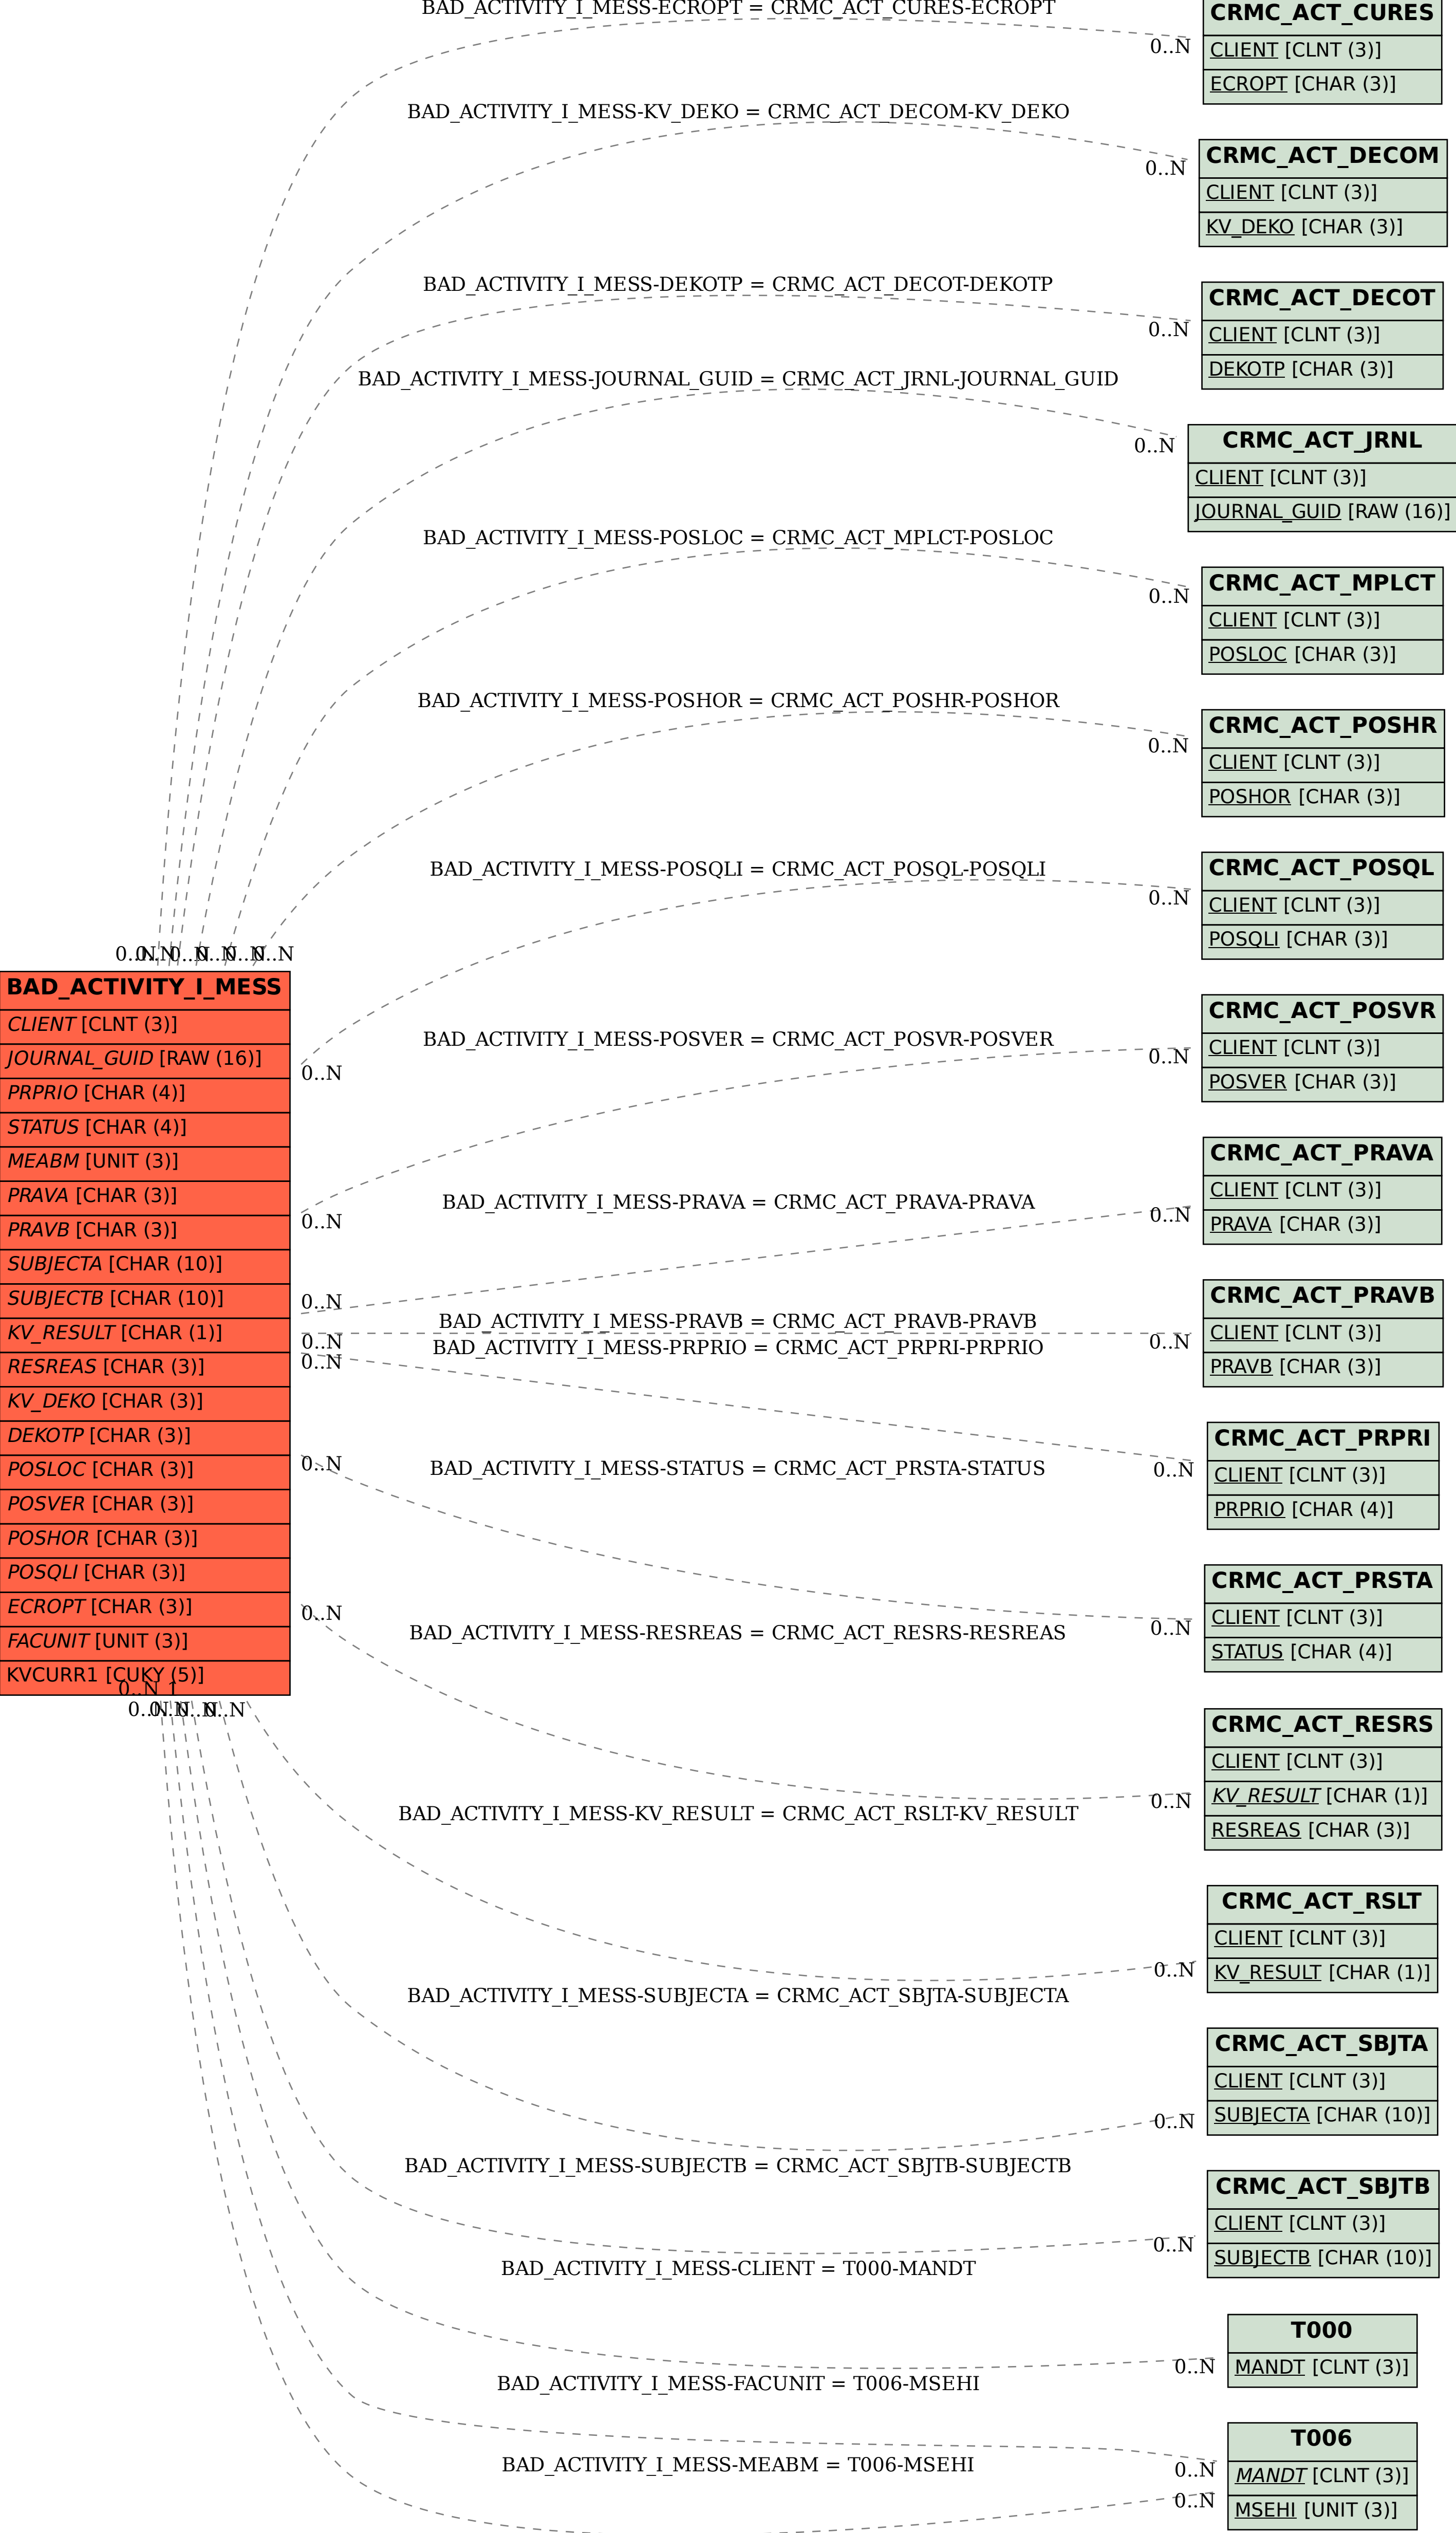 BAD_ACTIVITY_I_MESS-ECROPT = CRMC_ACT_CURES-ECROPT
CRMC_ACT_CURES
0..N
CLIENT [CLNT (3)]
ECROPT [CHAR (3)]
BAD_ACTIVITY_I_MESS-KV_DEKO = CRMC_ACT_DECOM-KV_DEKO
CRMC_ACT_DECOM
0..N
CLIENT [CLNT (3)]
KV_DEKO [CHAR (3)]
BAD_ACTIVITY_I_MESS-DEKOTP = CRMC_ACT_DECOT-DEKOTP
CRMC_ACT_DECOT
0..N
CLIENT [CLNT (3)]
DEKOTP [CHAR (3)]
BAD_ACTIVITY_I_MESS-JOURNAL_GUID = CRMC_ACT_JRNL-JOURNAL_GUID
CRMC_ACT_JRNL
0..N
CLIENT [CLNT (3)]
JOURNAL_GUID [RAW (16)]
BAD_ACTIVITY_I_MESS-POSLOC = CRMC_ACT_MPLCT-POSLOC
CRMC_ACT_MPLCT
0..N
CLIENT [CLNT (3)]
POSLOC [CHAR (3)]
BAD_ACTIVITY_I_MESS-POSHOR = CRMC_ACT_POSHR-POSHOR
CRMC_ACT_POSHR
0..N
CLIENT [CLNT (3)]
POSHOR [CHAR (3)]
BAD_ACTIVITY_I_MESS-POSQLI = CRMC_ACT_POSQL-POSQLI
CRMC_ACT_POSQL
0..N
CLIENT [CLNT (3)]
POSQLI [CHAR (3)]
0..N 0..N 0..N 0..N 0..N 0..N
BAD_ACTIVITY_I_MESS
CLIENT [CLNT (3)]
JOURNAL_GUID [RAW (16)]
PRPRIO [CHAR (4)]
STATUS [CHAR (4)]
MEABM [UNIT (3)]
PRAVA [CHAR (3)]
PRAVB [CHAR (3)]
SUBJECTA [CHAR (10)]
SUBJECTB [CHAR (10)]
KV_RESULT [CHAR (1)]
RESREAS [CHAR (3)]
KV_DEKO [CHAR (3)]
DEKOTP [CHAR (3)]
POSLOC [CHAR (3)]
POSVER [CHAR (3)]
POSHOR [CHAR (3)]
POSQLI [CHAR (3)]
ECROPT [CHAR (3)]
FACUNIT [UNIT (3)]
KVCURR1 [CUKY (5)]
0..N 1
0..N 0..N 0..N 0..N
0..N
BAD_ACTIVITY_I_MESS-POSVER = CRMC_ACT_POSVR-POSVER
CRMC_ACT_POSVR
0..N
CLIENT [CLNT (3)]
POSVER [CHAR (3)]
0..N
BAD_ACTIVITY_I_MESS-PRAVA = CRMC_ACT_PRAVA-PRAVA
CRMC_ACT_PRAVA
0..N
CLIENT [CLNT (3)]
PRAVA [CHAR (3)]
0..N
BAD_ACTIVITY_I_MESS-PRAVB = CRMC_ACT_PRAVB-PRAVB
CRMC_ACT_PRAVB
0..N
0..N
CLIENT [CLNT (3)]
PRAVB [CHAR (3)]
BAD_ACTIVITY_I_MESS-PRPRIO = CRMC_ACT_PRPRI-PRPRIO
0..N
CRMC_ACT_PRPRI
0..N
CLIENT [CLNT (3)]
PRPRIO [CHAR (4)]
0..N
BAD_ACTIVITY_I_MESS-STATUS = CRMC_ACT_PRSTA-STATUS
CRMC_ACT_PRSTA
0..N
CLIENT [CLNT (3)]
STATUS [CHAR (4)]
0..N
BAD_ACTIVITY_I_MESS-RESREAS = CRMC_ACT_RESRS-RESREAS
CRMC_ACT_RESRS
0..N
CLIENT [CLNT (3)]
KV_RESULT [CHAR (1)]
RESREAS [CHAR (3)]
BAD_ACTIVITY_I_MESS-KV_RESULT = CRMC_ACT_RSLT-KV_RESULT
CRMC_ACT_RSLT
0..N
CLIENT [CLNT (3)]
KV_RESULT [CHAR (1)]
BAD_ACTIVITY_I_MESS-SUBJECTA = CRMC_ACT_SBJTA-SUBJECTA
CRMC_ACT_SBJTA
0..N
CLIENT [CLNT (3)]
SUBJECTA [CHAR (10)]
BAD_ACTIVITY_I_MESS-SUBJECTB = CRMC_ACT_SBJTB-SUBJECTB
CRMC_ACT_SBJTB
0..N
CLIENT [CLNT (3)]
SUBJECTB [CHAR (10)]
BAD_ACTIVITY_I_MESS-CLIENT = T000-MANDT
T000
0..N
MANDT [CLNT (3)]
BAD_ACTIVITY_I_MESS-FACUNIT = T006-MSEHI
T006
0..N
MANDT [CLNT (3)]
BAD_ACTIVITY_I_MESS-MEABM = T006-MSEHI
0..N
MSEHI [UNIT (3)]